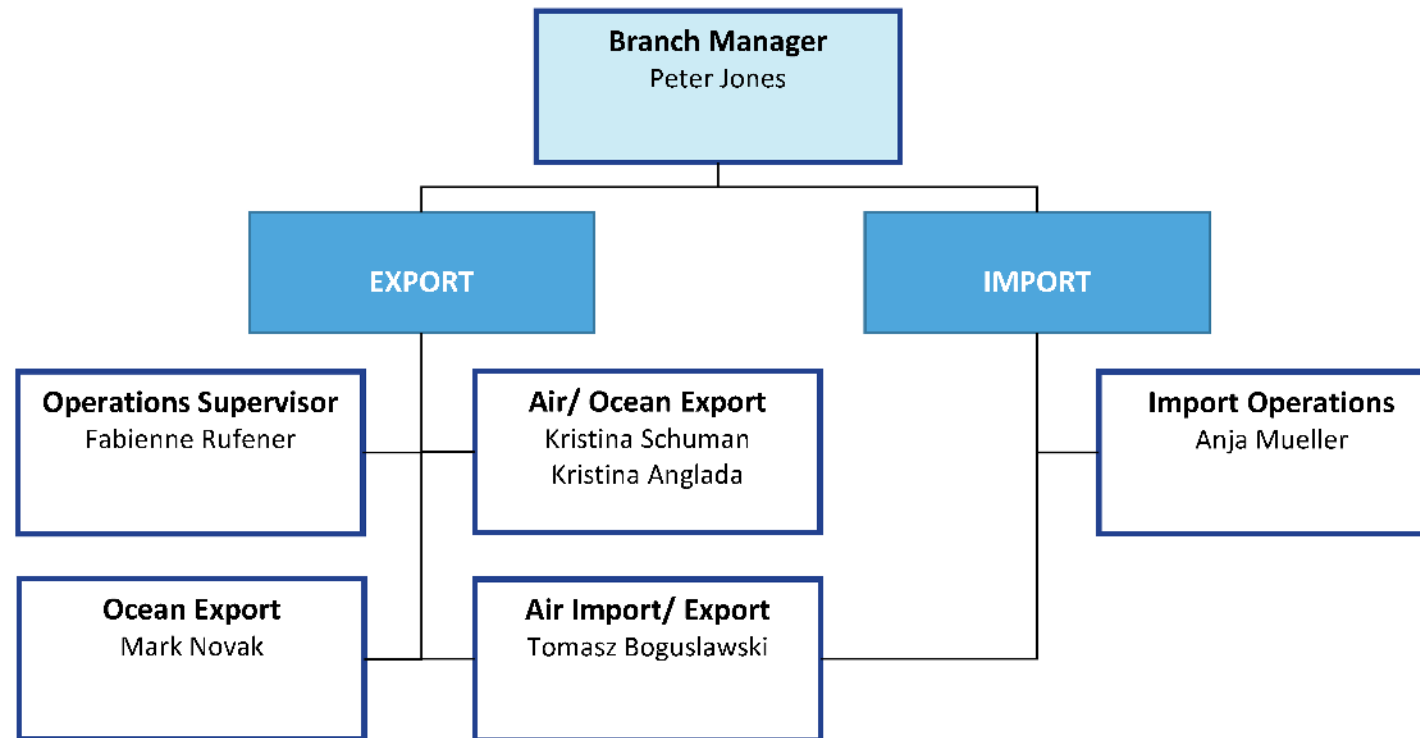 Branch Manager
Peter Jones
EXPORT
IMPORT
Operations Supervisor
Fabienne Rufener
Air/ Ocean Export
Kristina Schuman
Kristina Anglada
Import Operations
Anja Mueller
Ocean Export
Mark Novak
Air Import/ Export
Tomasz Boguslawski